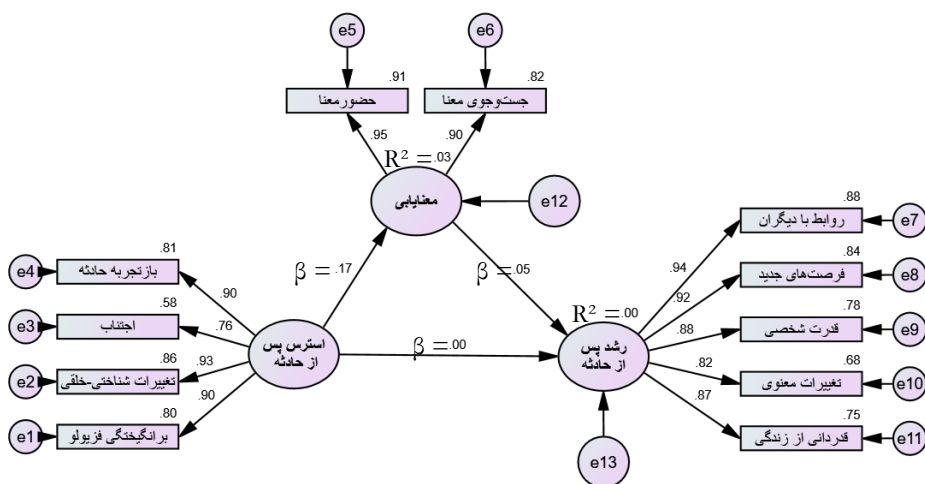 e5
e6
.91
.82
حضورمعنا
جست‌وجوی معنا
.95
.90
R² = .03
معنایابی
e12
.88
روابط با دیگران
e7
.81
بازتجربه حادثه
e4
β = .17
β = .05
.94
.84
فرصت‌های جدید
e8
.90
.92
.58
اجتناب
e3
.76
R² = .00
.78
قدرت شخصی
e9
.88
استرس پس
از حادثه
β = .00
رشد پس
از حادثه
.86
تغییرات شناختی-خلقی
e2
.93
.82
.68
تغییرات معنوی
e10
.90
.87
.80
برانگیختگی فزیولو
e1
.75
قدردانی از زندگی
e11
e13